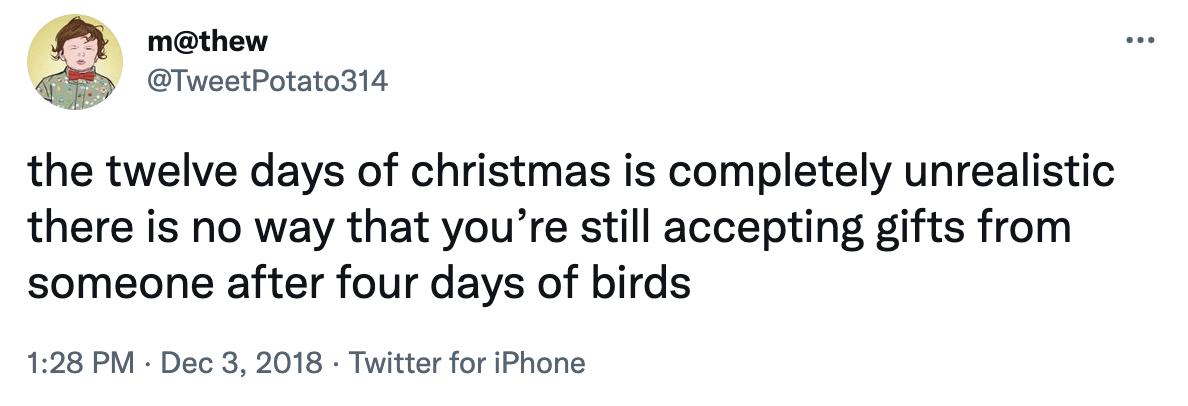 m@thew
@TweetPotato314
the twelve days of christmas is completely unrealistic
there is no way that you’re still accepting gifts from
someone after four days of birds
1:28 PM · Dec 3, 2018 · Twitter for iPhone